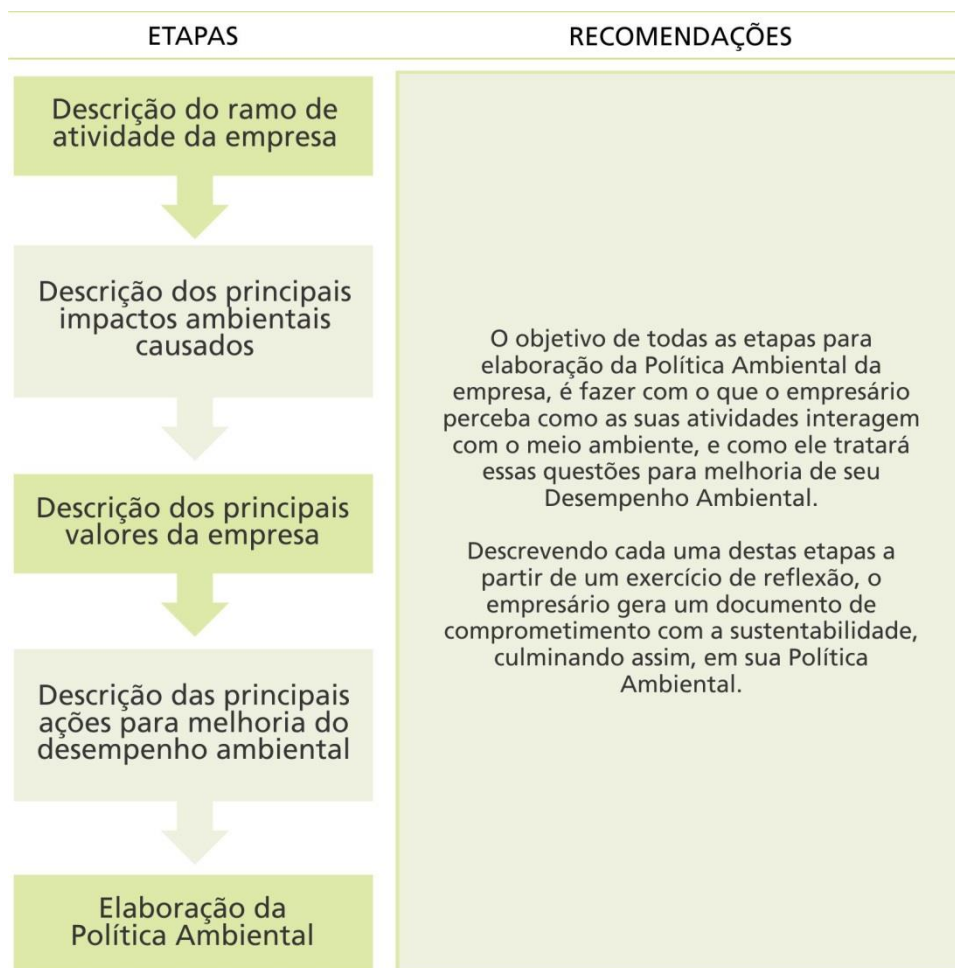 ETAPAS
RECOMENDAÇÕES
Descrição do ramo de
atividade da empresa
Descrição dos principais
impactos ambientais
causados
Descrição dos principais
valores da empresa
Descrição das principais
ações para melhoria do
desempenho ambiental
Elaboração da
Política Ambiental
O objetivo de todas as etapas para
elaboração da Política Ambiental da
empresa, é fazer com o que o empresário
perceba como as suas atividades interagem
com o meio ambiente, e como ele tratará
essas questões para melhoria de seu
Desempenho Ambiental.
Descrevendo cada uma destas etapas a
partir de um exercício de reflexão, o
empresário gera um documento de
comprometimento com a sustentabilidade,
culminando assim, em sua Política
Ambiental.